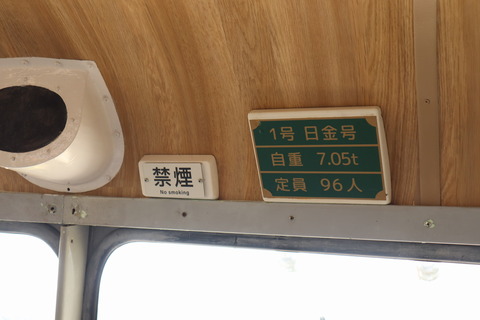 禁煙
No smoking
1号 日金号
自重 7.05t
定員 96人